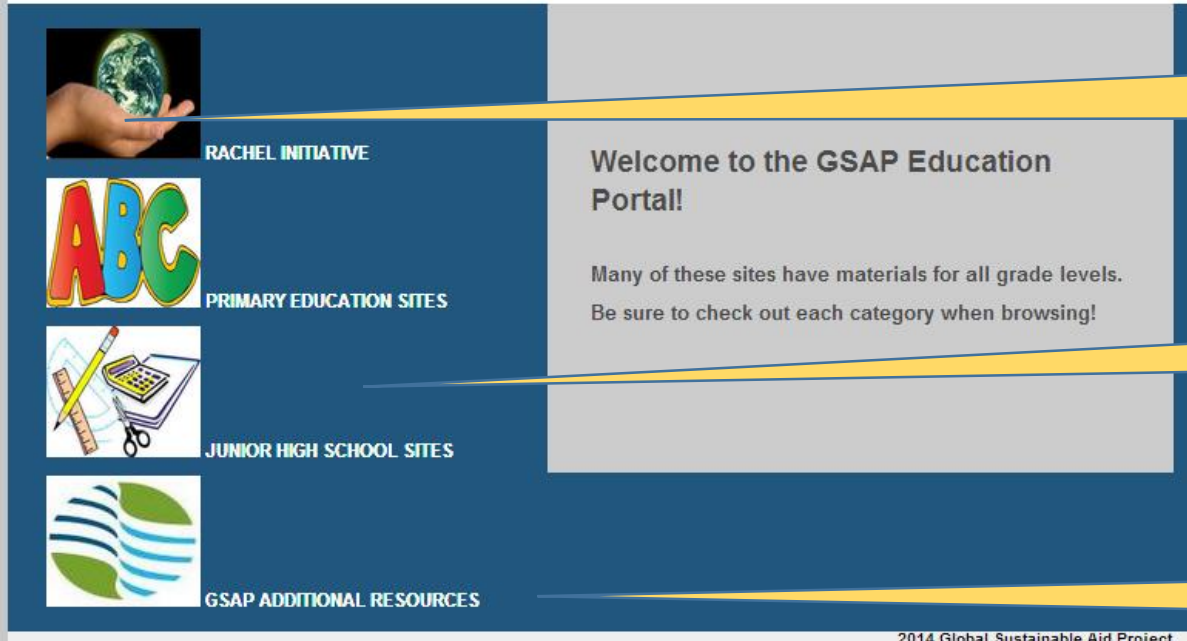 RACHEL INITIATIVE
ABC
PRIMARY EDUCATION SITES
JUNIOR HIGH SCHOOL SITES
GSAP ADDITIONAL RESOURCES
Welcome to the GSAP Education
Portal!
Many of these sites have materials for all grade levels.
Be sure to check out each category when browsing!
2014 Global Sustainable Aid Project